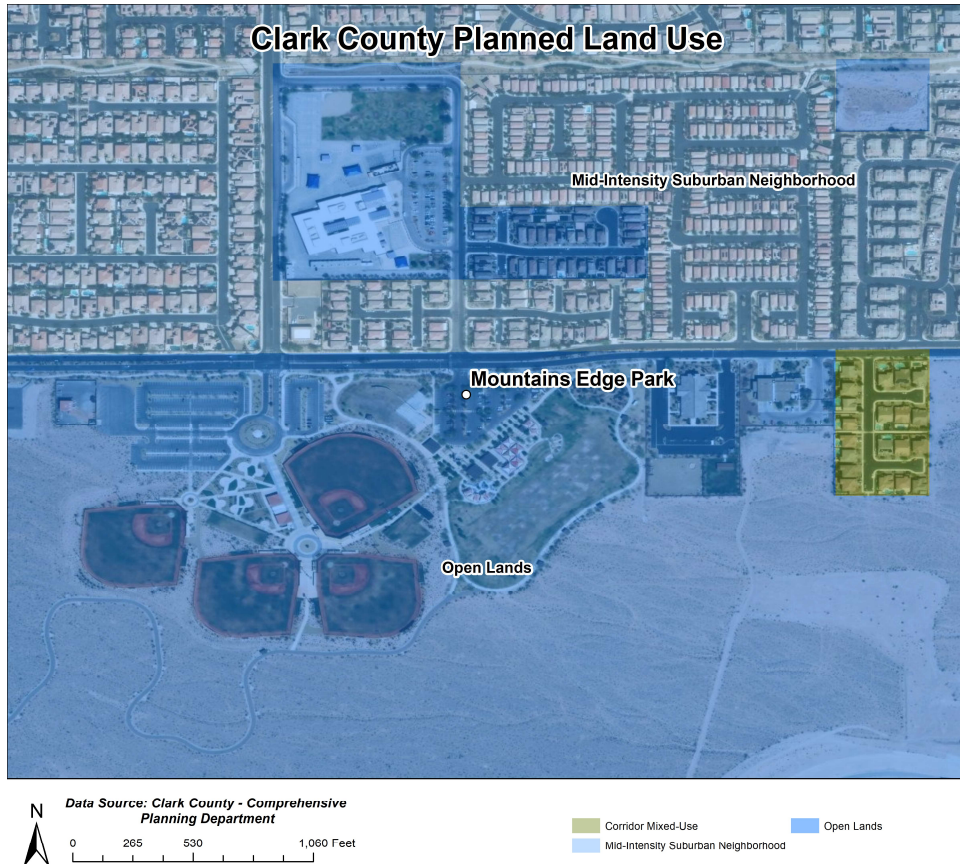 Clark County Planned Land Use
Mid-Intensity Suburban Neighborhood
Mountains Edge Park
Open Lands
N
Data Source: Clark County - Comprehensive
Planning Department
0 265 530 1,060 Feet
Corridor Mixed-Use
Open Lands
Mid-Intensity Suburban Neighborhood